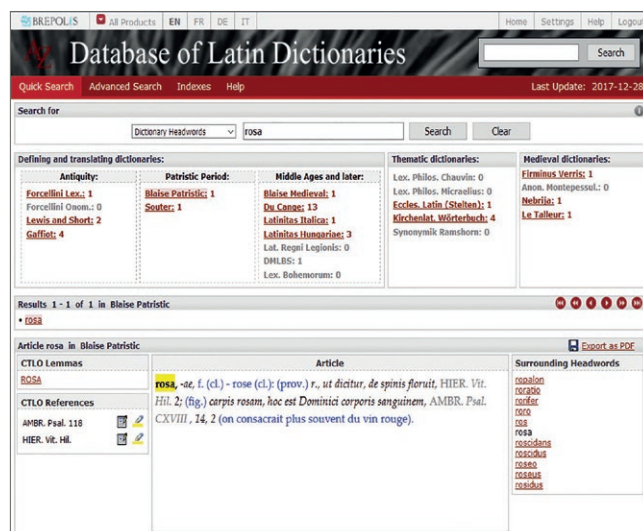 BREPOLiS All Products EN FR DE IT Home Settings Help Logout
Database of Latin Dictionaries
Search
Quick Search Advanced Search Indexes Help Last Update: 2017-12-28
Search for
Dictionary Headwords rosa Search Clear
Defining and translating dictionaries:
Antiquity:
Forcellini Lex.: 1
Forcellini Onom.: 0
Lewis and Short: 2
Gaffiot: 4
Patristic Period:
Blaise Patristic: 1
Souter: 1
Middle Ages and later:
Blaise Medieval: 1
Du Cange: 13
Latinitas Italica: 1
Latinitas Hungariae: 3
Lat. Regni Legionis: 0
DMLBS: 1
Lex. Bohemorum: 0
Thematic dictionaries:
Lex. Philos. Chauvin: 0
Lex. Philos. Micraelius: 0
Eccles. Latin (Stelten): 1
Kirchenlat. Wörterbuch: 4
Synonymik Ramshorn: 0
Medieval dictionaries:
Firminus Verris: 1
Anon. Montepessul.: 0
Nebrija: 1
Le Talleur: 1
Results 1 - 1 of 1 in Blaise Patristic
• rosa
Article rosa in Blaise Patristic Export as PDF
CTLO Lemmas
ROSA
CTLO References
AMBR. Psal. 118
HIER. Vit. Hil.
Article
rosa, -ae, f. (cl.) - rose (cl.): (prov.) r., ut dicitur, de spinis floruit, HIER. Vit.
Hil. 2; (fig.) carpis rosam, hoc est Dominici corporis sanguinem, AMBR. Psal.
CXVIII , 14, 2 (on consacrait plus souvent du vin rouge).
Surrounding Headwords
ropalon
roratio
rorifer
roro
ros
rosa
roscidans
roscidus
roseo
roseus
rosidus